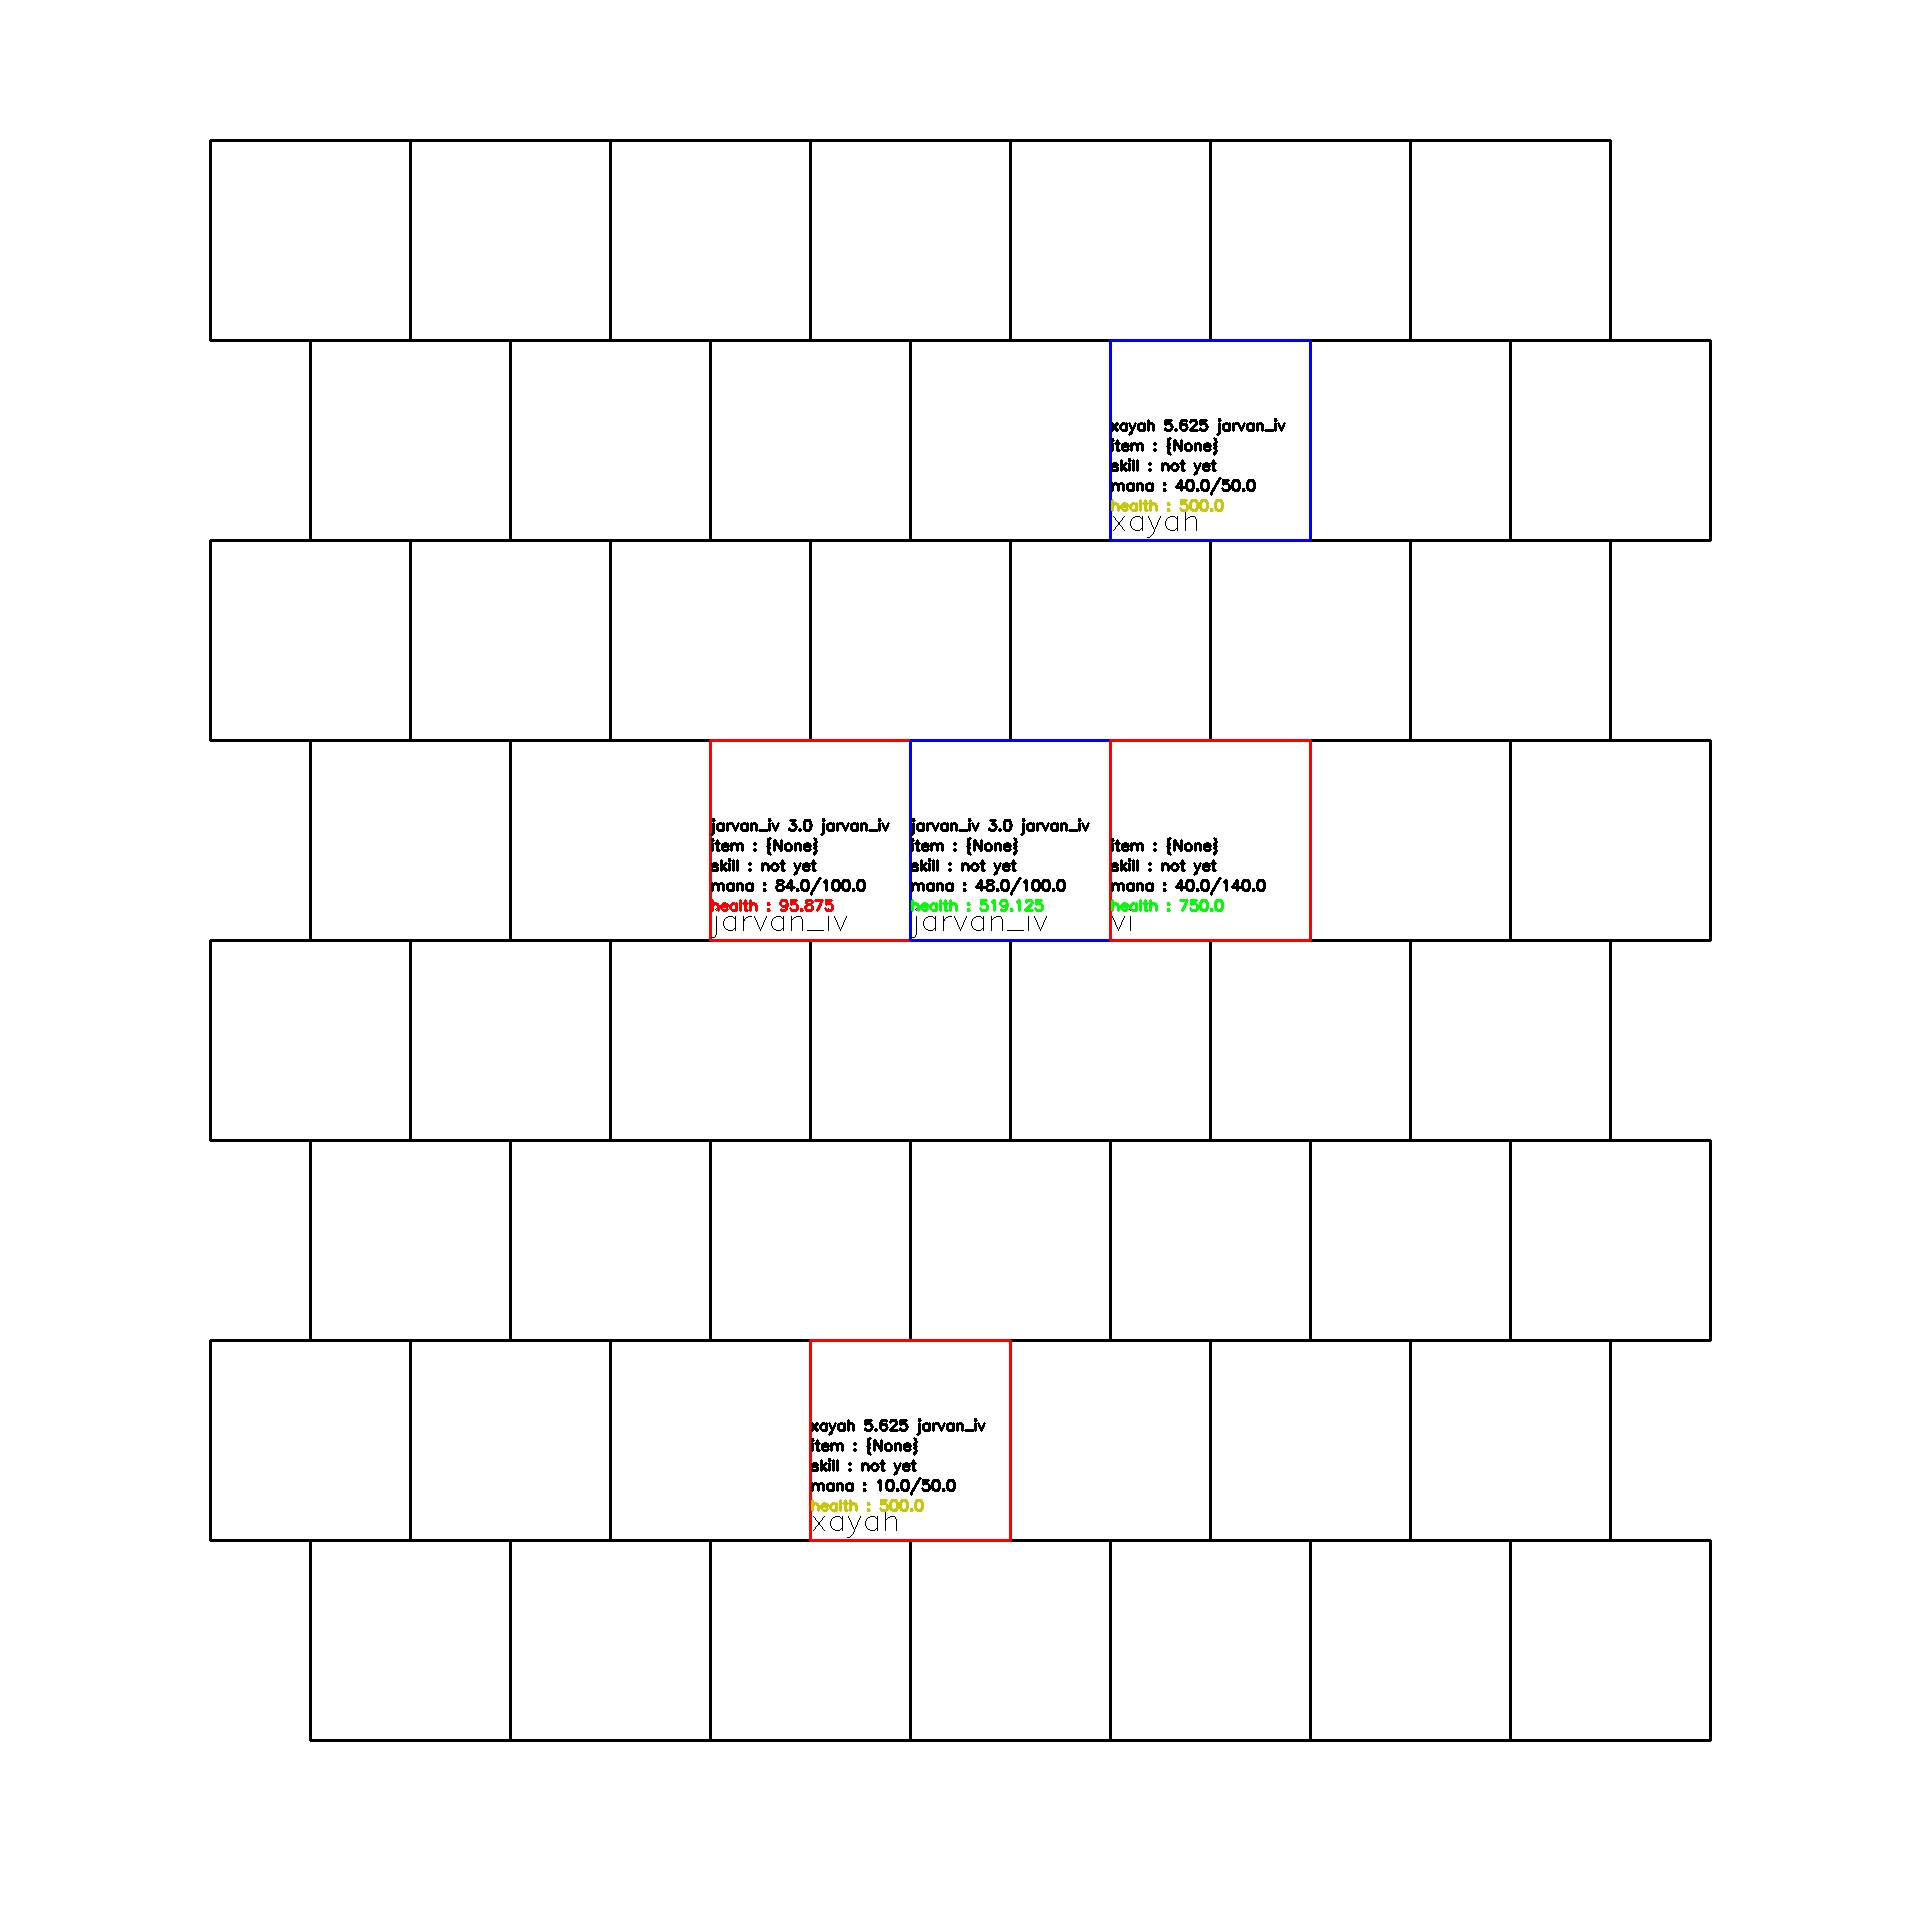 xayah 5.625 jarvan_iv
item : {None}
skill : not yet
mana : 40.0/50.0
health : 500.0
xayah
jarvan_iv 3.0 jarvan_iv
item : {None}
skill : not yet
mana : 84.0/100.0
health : 95.875
jarvan_iv
jarvan_iv 3.0 jarvan_iv
item : {None}
skill : not yet
mana : 48.0/100.0
health : 519.125
jarvan_iv
item : {None}
skill : not yet
mana : 40.0/140.0
health : 750.0
vi
xayah 5.625 jarvan_iv
item : {None}
skill : not yet
mana : 10.0/50.0
health : 500.0
xayah